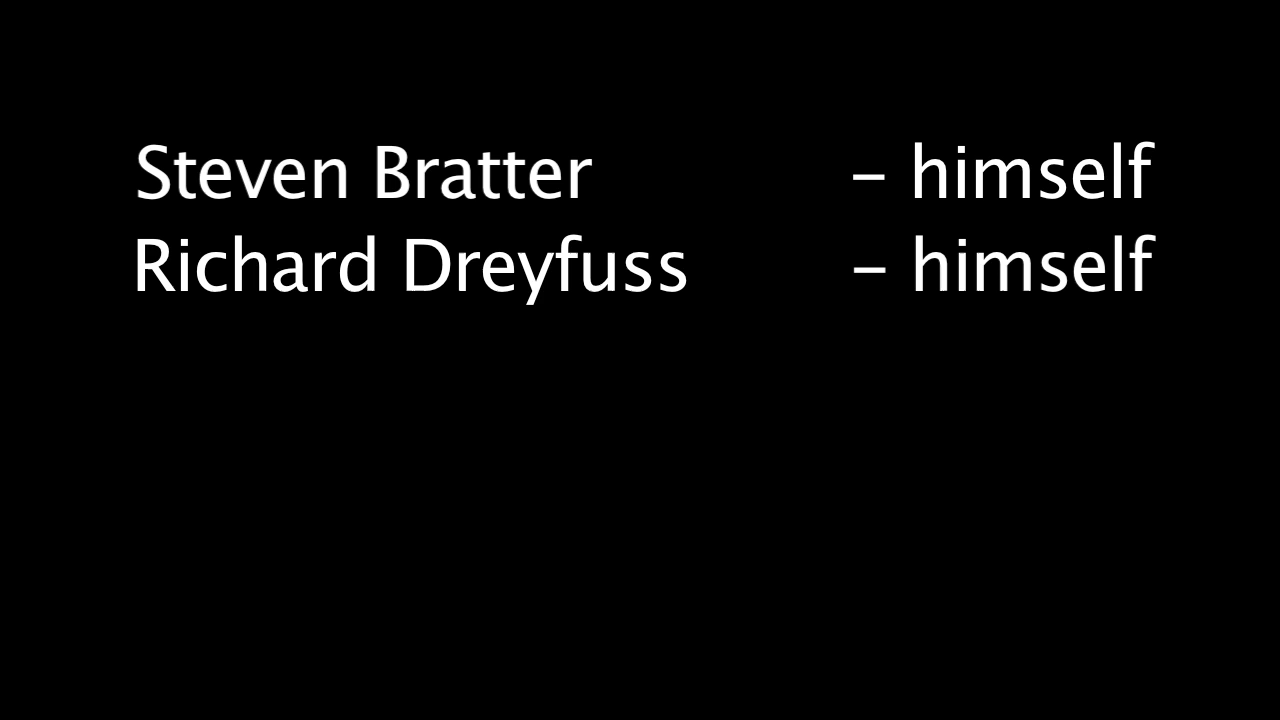 Steven Bratter – himself
Richard Dreyfuss – himself